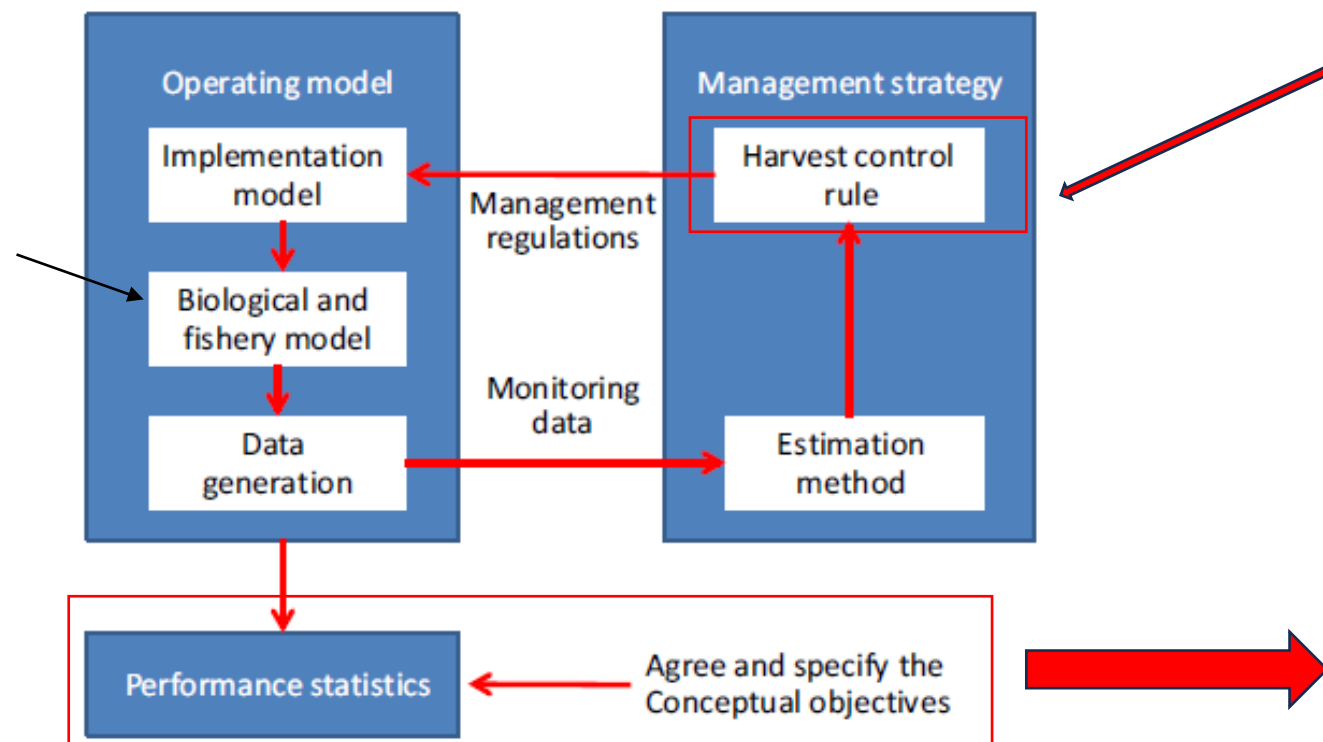 Operating model
Implementation
model
Biological and
fishery model
Data
generation
Management
regulations
Monitoring
data
Management strategy
Harvest control
rule
Estimation
method
Performance statistics
Agree and specify the
Conceptual objectives